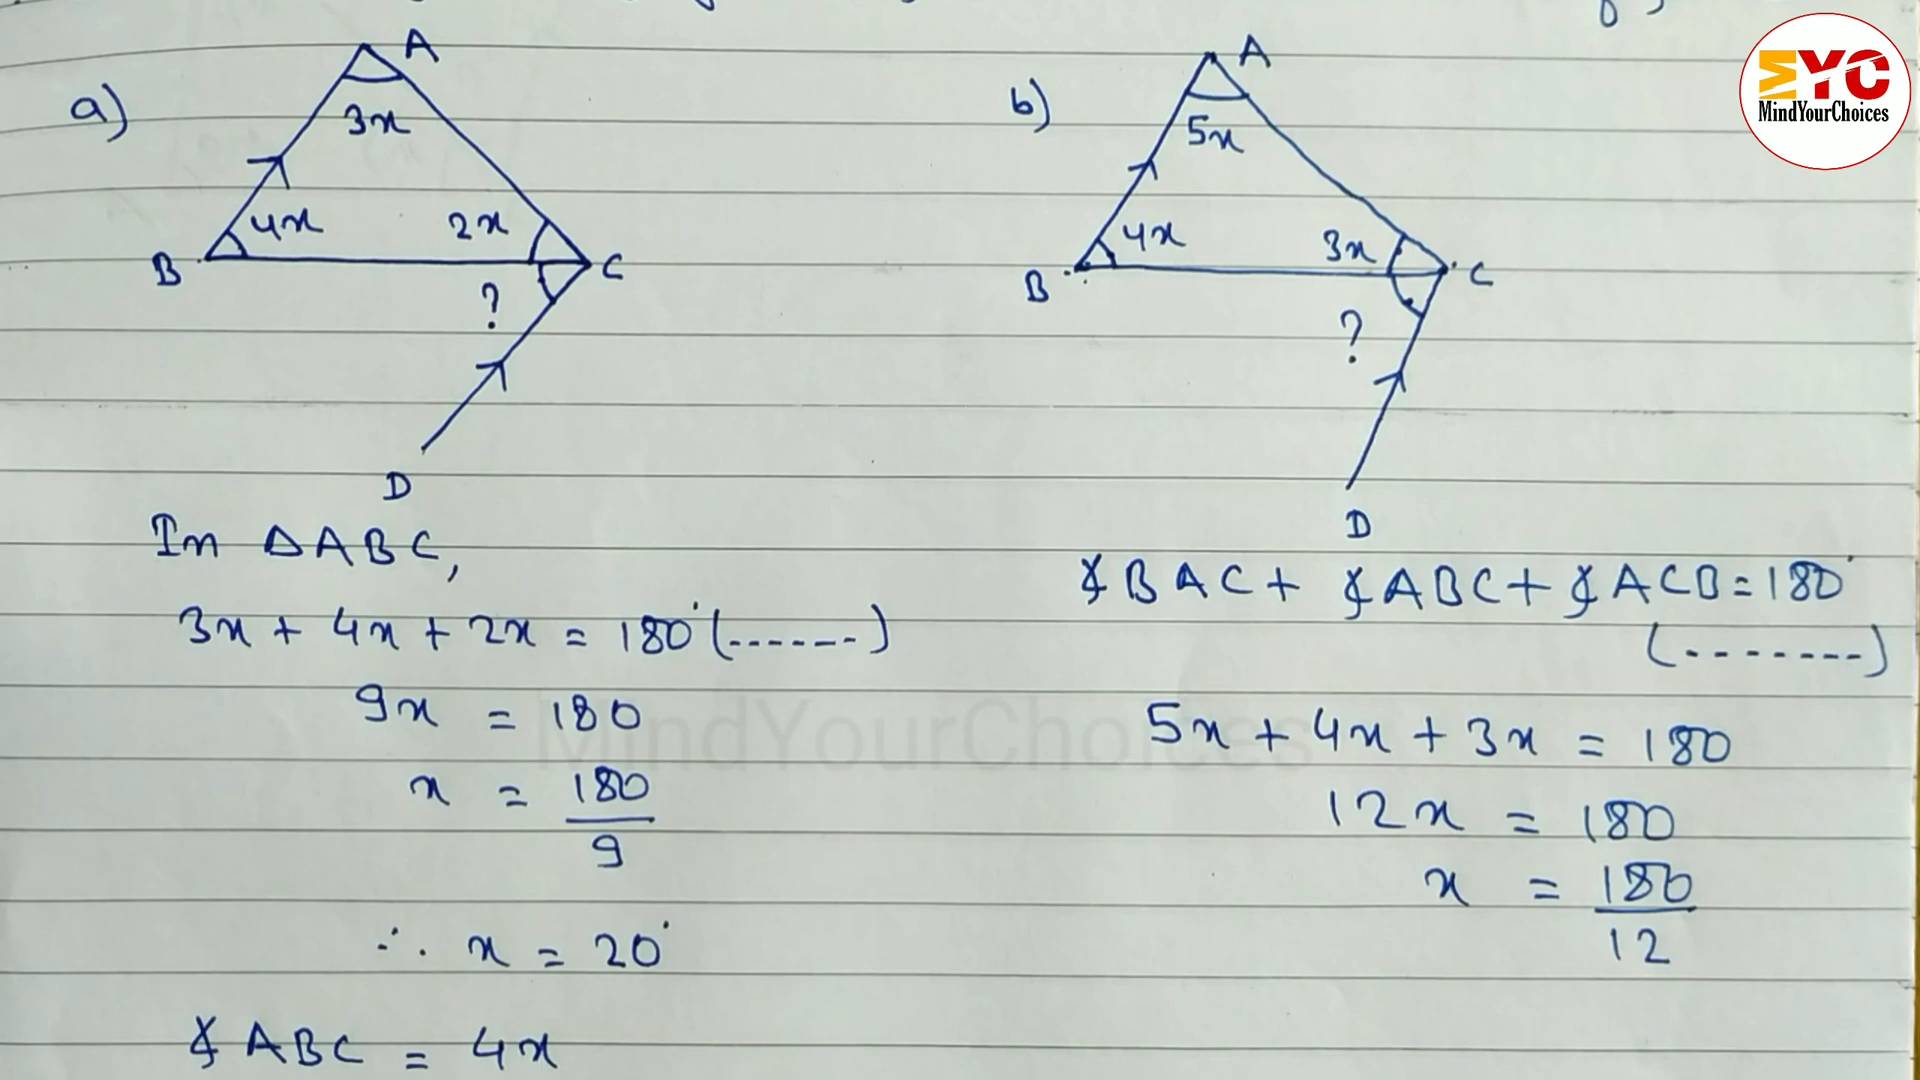 MYC
MindYourChoices
a)
A
3x
4x
2x
B
C
?
D
In ΔABC,
3x + 4x + 2x = 180° (------)
9x = 180
x = 180
9
∴ x = 20°
∡ABC = 4x
b)
A
5x
4x
3x
B
C
?
D
∡BAC + ∡ABC + ∡ACB = 180°
(-------)
5x + 4x + 3x = 180
12x = 180
x = 180
12
MindYourChoices